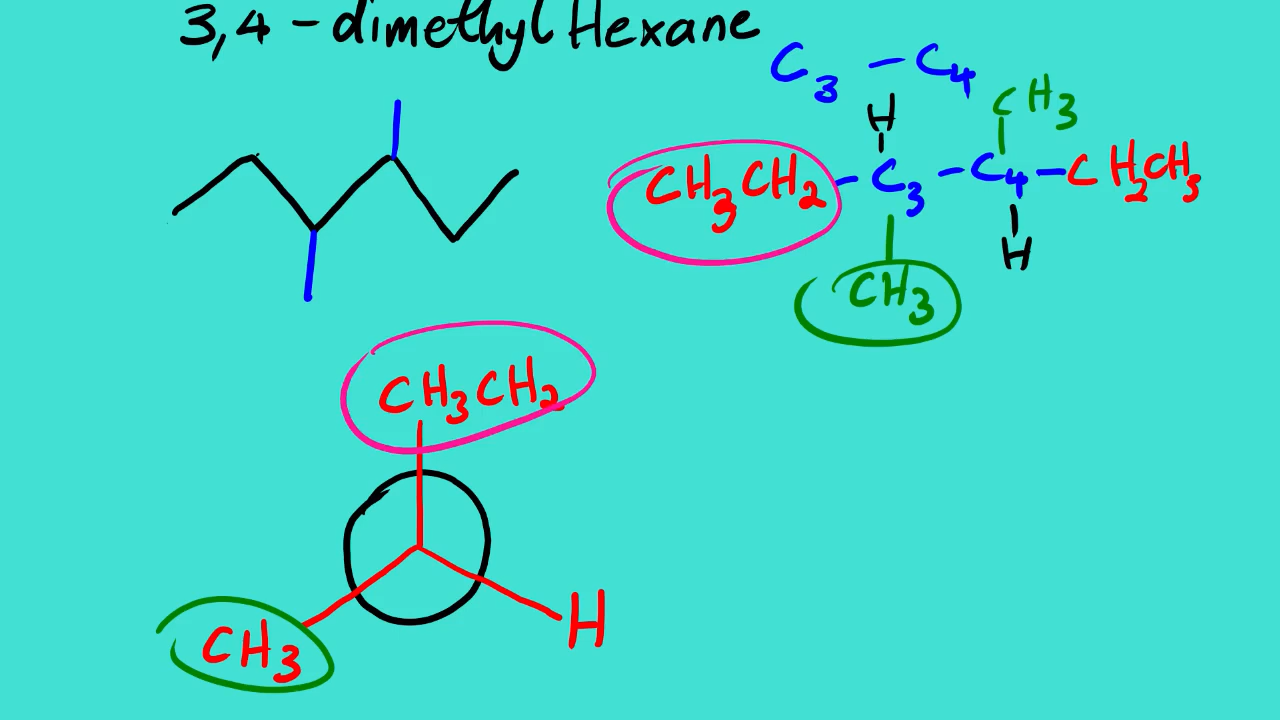 3,4 - dimethyl Hexane
C3 - C4
H CH3
CH3CH2 - C3 - C4 - CH2CH3
CH3 H
CH3CH2
CH3 H